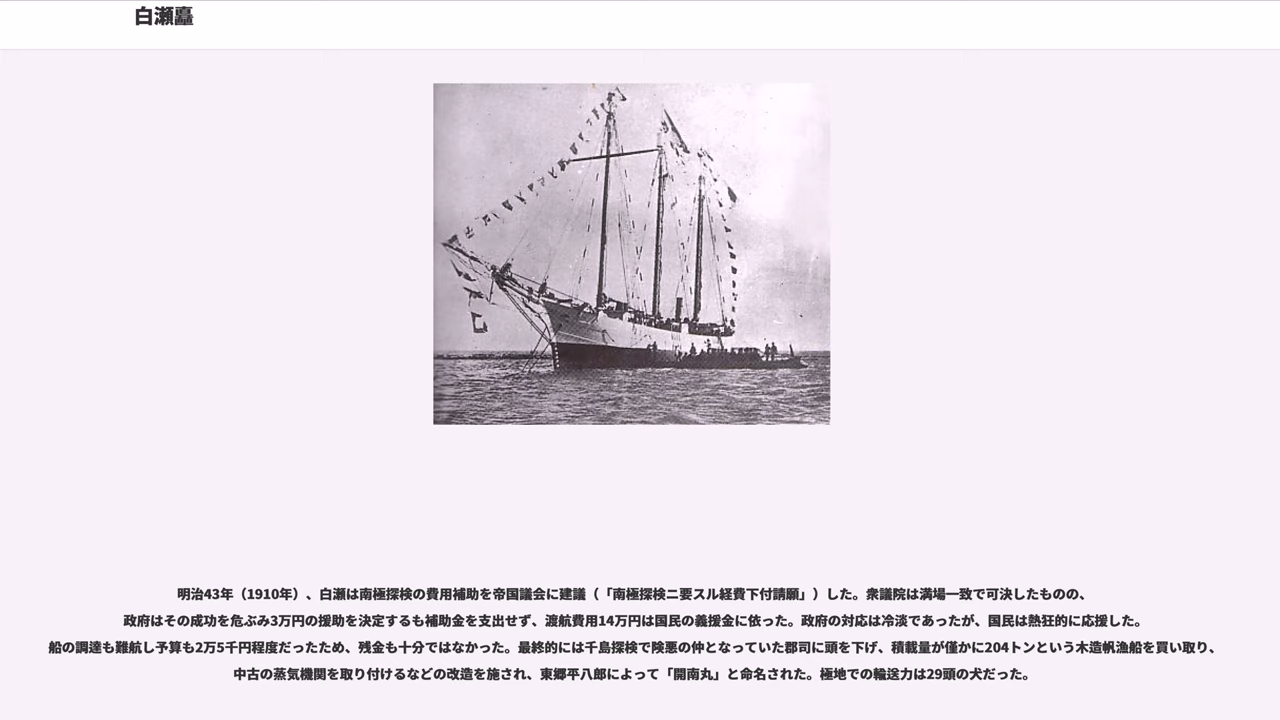 白瀬矗
明治43年（1910年）、白瀬は南極探検の費用補助を帝国議会に建議（「南極探検ニ要スル経費下付請願」）した。衆議院は満場一致で可決したものの、
政府はその成功を危ぶみ3万円の援助を決定するも補助金を支出せず、渡航費用14万円は国民の義援金に依った。政府の対応は冷淡であったが、国民は熱狂的に応援した。
船の調達も難航し予算も2万5千円程度だったため、残金も十分ではなかった。最終的には千島探検で険悪の仲となっていた郡司に頭を下げ、積載量が僅かに204トンという木造帆漁船を買い取り、
中古の蒸気機関を取り付けるなどの改造を施され、東郷平八郎によって「開南丸」と命名された。極地での輸送力は29頭の犬だった。